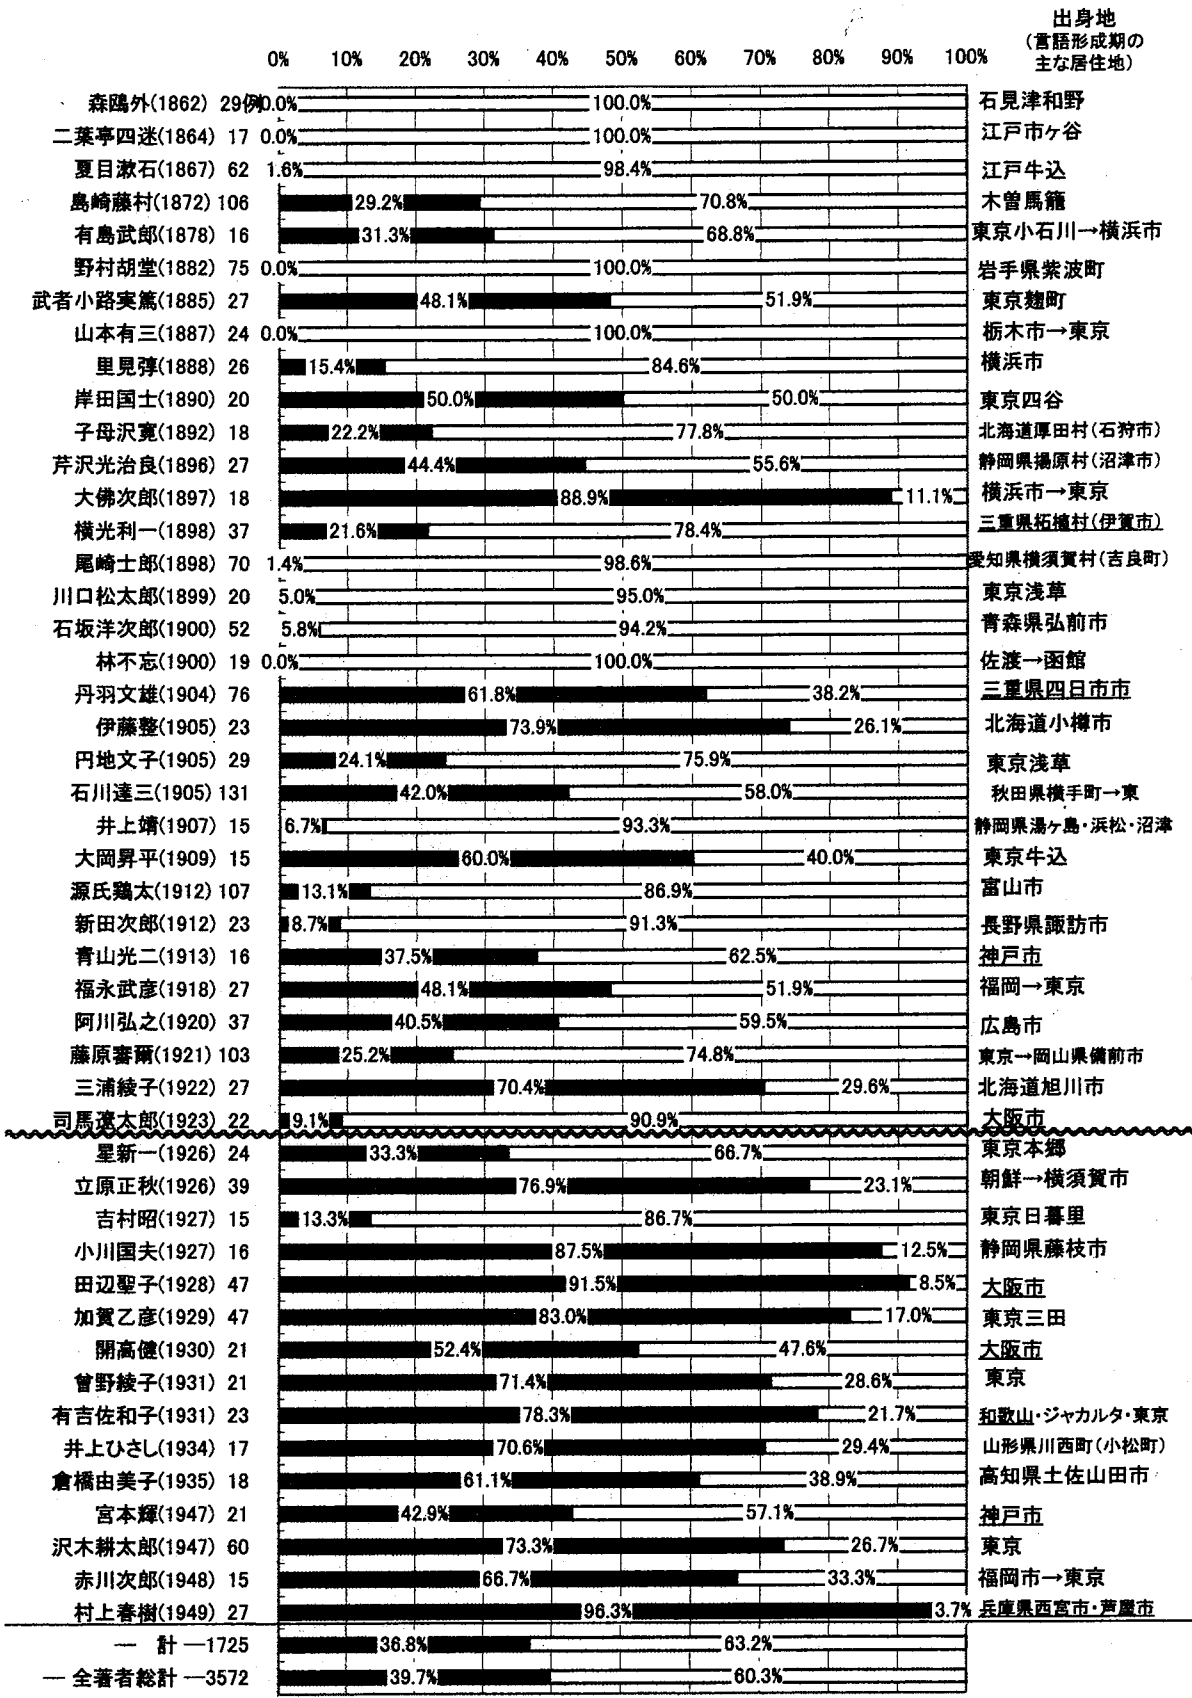 出身地
(言語形成期の
主な居住地)
0% 10% 20% 30% 40% 50% 60% 70% 80% 90% 100%
森鴎外(1862) 29例 0.0% 100.0% 石見津和野
二葉亭四迷(1864) 17 0.0% 100.0% 江戸市ヶ谷
夏目漱石(1867) 62 1.6% 98.4% 江戸牛込
島崎藤村(1872) 106 29.2% 70.8% 木曽馬籠
有島武郎(1878) 16 31.3% 68.8% 東京小石川→横浜市
野村胡堂(1882) 75 0.0% 100.0% 岩手県紫波町
武者小路実篤(1885) 27 48.1% 51.9% 東京麹町
山本有三(1887) 24 0.0% 100.0% 栃木市→東京
里見弴(1888) 26 15.4% 84.6% 横浜市
岸田国士(1890) 20 50.0% 50.0% 東京四谷
子母沢寛(1892) 18 22.2% 77.8% 北海道厚田村(石狩市)
芹沢光治良(1896) 27 44.4% 55.6% 静岡県揚原村(沼津市)
大佛次郎(1897) 18 88.9% 11.1% 横浜市→東京
横光利一(1898) 37 21.6% 78.4% 三重県柘植村(伊賀市)
尾崎士郎(1898) 70 1.4% 98.6% 愛知県横須賀村(吉良町)
川口松太郎(1899) 20 5.0% 95.0% 東京浅草
石坂洋次郎(1900) 52 5.8% 94.2% 青森県弘前市
林不忘(1900) 19 0.0% 100.0% 佐渡→函館
丹羽文雄(1904) 76 61.8% 38.2% 三重県四日市市
伊藤整(1905) 23 73.9% 26.1% 北海道小樽市
円地文子(1905) 29 24.1% 75.9% 東京浅草
石川達三(1905) 131 42.0% 58.0% 秋田県横手町→東
井上靖(1907) 15 6.7% 93.3% 静岡県湯ヶ島・浜松・沼津
大岡昇平(1909) 15 60.0% 40.0% 東京牛込
源氏鶏太(1912) 107 13.1% 86.9% 富山市
新田次郎(1912) 23 8.7% 91.3% 長野県諏訪市
青山光二(1913) 16 37.5% 62.5% 神戸市
福永武彦(1918) 27 48.1% 51.9% 福岡→東京
阿川弘之(1920) 37 40.5% 59.5% 広島市
藤原審爾(1921) 103 25.2% 74.8% 東京→岡山県備前市
三浦綾子(1922) 27 70.4% 29.6% 北海道旭川市
司馬遼太郎(1923) 22 9.1% 90.9% 大阪市
星新一(1926) 24 33.3% 66.7% 東京本郷
立原正秋(1926) 39 76.9% 23.1% 朝鮮→横須賀市
吉村昭(1927) 15 13.3% 86.7% 東京日暮里
小川国夫(1927) 16 87.5% 12.5% 静岡県藤枝市
田辺聖子(1928) 47 91.5% 8.5% 大阪市
加賀乙彦(1929) 47 83.0% 17.0% 東京三田
開高健(1930) 21 52.4% 47.6% 大阪市
曾野綾子(1931) 21 71.4% 28.6% 東京
有吉佐和子(1931) 23 78.3% 21.7% 和歌山・ジャカルタ・東京
井上ひさし(1934) 17 70.6% 29.4% 山形県川西町(小松町)
倉橋由美子(1935) 18 61.1% 38.9% 高知県土佐山田市
宮本輝(1947) 21 42.9% 57.1% 神戸市
沢木耕太郎(1947) 60 73.3% 26.7% 東京
赤川次郎(1948) 15 66.7% 33.3% 福岡市→東京
村上春樹(1949) 27 96.3% 3.7% 兵庫県西宮市・芦屋市
― 計 ―1725 36.8% 63.2%
― 全著者総計 ―3572 39.7% 60.3%